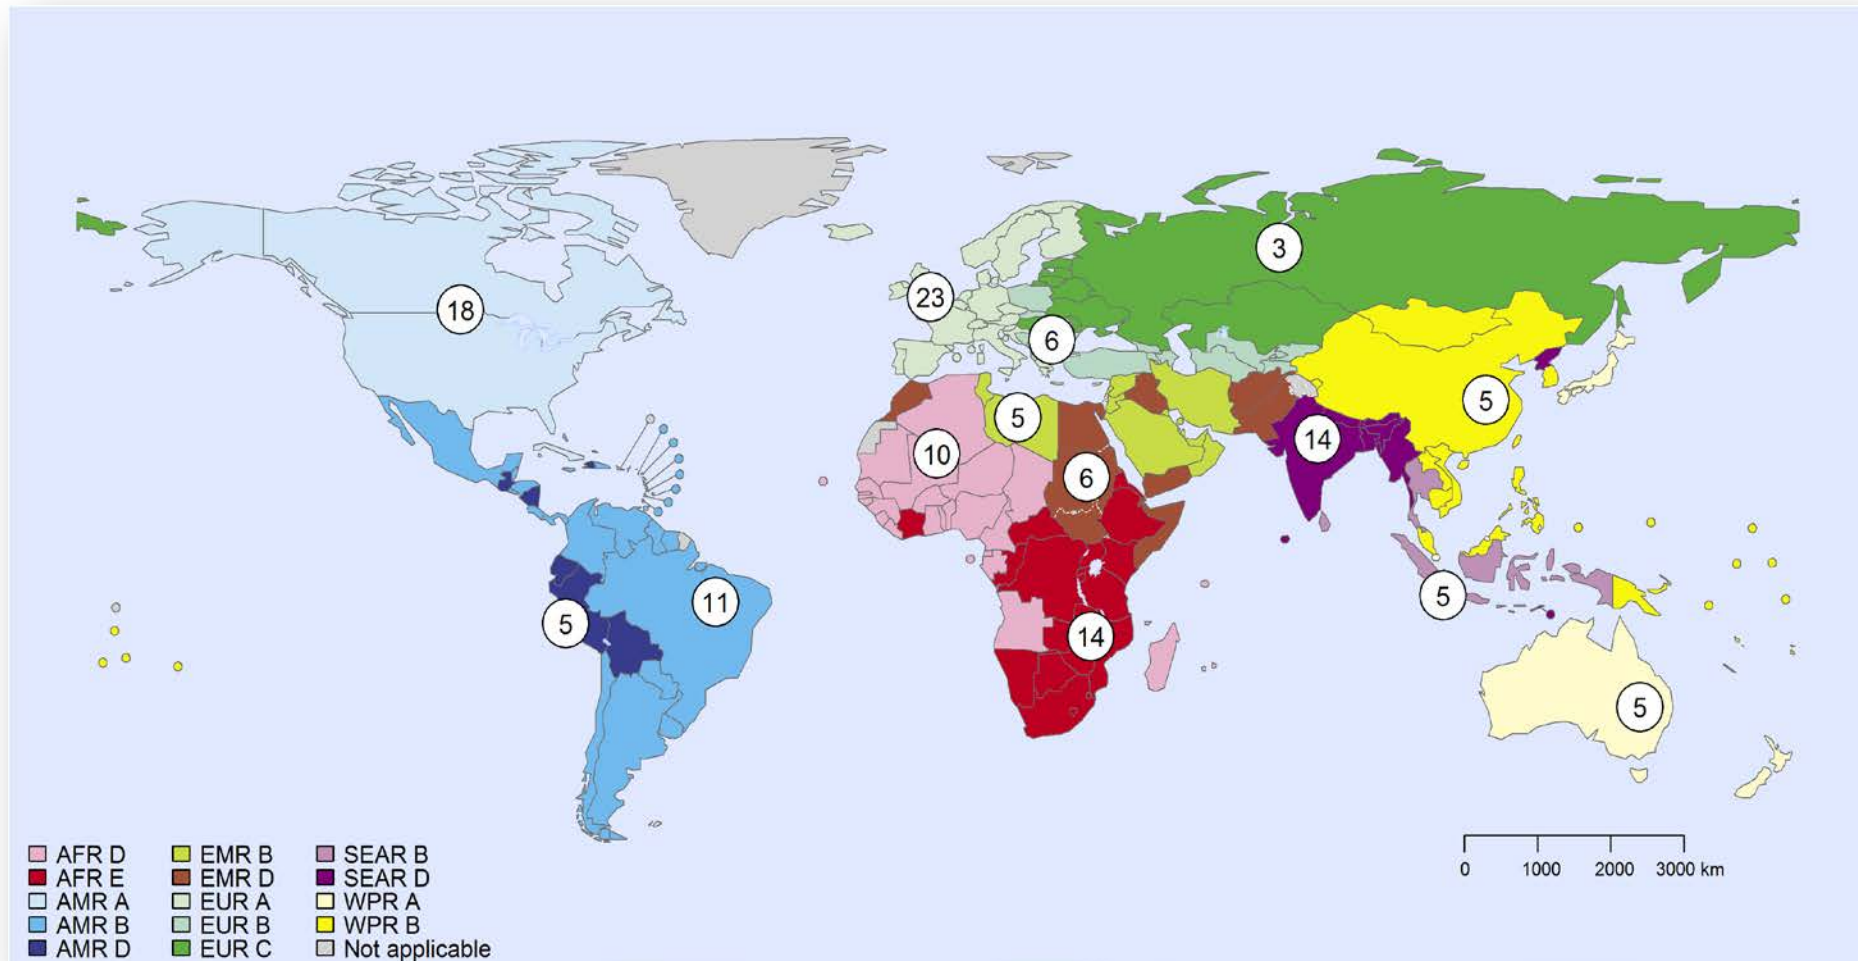 3
23
18
6
5
5
10
14
6
11
5
5
14
5
AFR D
AFR E
AMR A
AMR B
AMR D
EMR B
EMR D
EUR A
EUR B
EUR C
SEAR B
SEAR D
WPR A
WPR B
Not applicable
0 1000 2000 3000 km